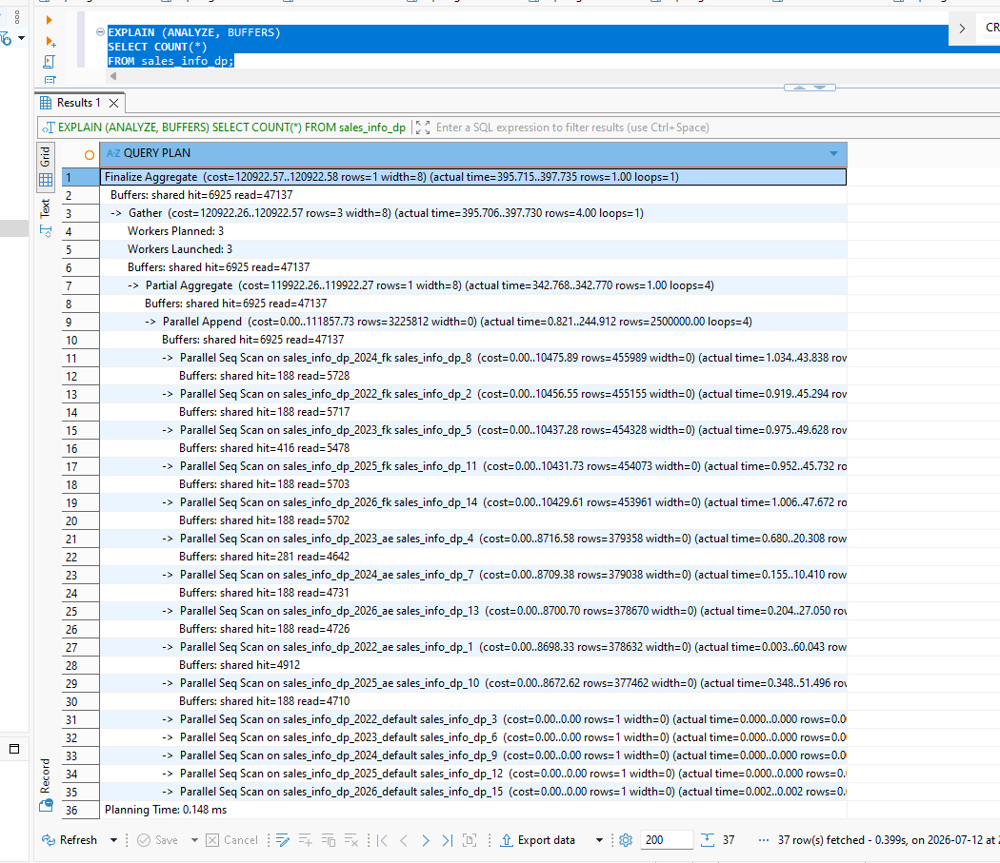 EXPLAIN (ANALYZE, BUFFERS)
SELECT COUNT(*)
FROM sales_info_dp;
CR
Results 1
EXPLAIN (ANALYZE, BUFFERS) SELECT COUNT(*) FROM sales_info_dp
Enter a SQL expression to filter results (use Ctrl+Space)
Grid
Text
Record
A-Z QUERY PLAN
1 Finalize Aggregate (cost=120922.57..120922.58 rows=1 width=8) (actual time=395.715..397.735 rows=1.00 loops=1)
2 Buffers: shared hit=6925 read=47137
3 -> Gather (cost=120922.26..120922.57 rows=3 width=8) (actual time=395.706..397.730 rows=4.00 loops=1)
4 Workers Planned: 3
5 Workers Launched: 3
6 Buffers: shared hit=6925 read=47137
7 -> Partial Aggregate (cost=119922.26..119922.27 rows=1 width=8) (actual time=342.768..342.770 rows=1.00 loops=4)
8 Buffers: shared hit=6925 read=47137
9 -> Parallel Append (cost=0.00..111857.73 rows=3225812 width=0) (actual time=0.821..244.912 rows=2500000.00 loops=4)
10 Buffers: shared hit=6925 read=47137
11 -> Parallel Seq Scan on sales_info_dp_2024_fk sales_info_dp_8 (cost=0.00..10475.89 rows=455989 width=0) (actual time=1.034..43.838 rov
12 Buffers: shared hit=188 read=5728
13 -> Parallel Seq Scan on sales_info_dp_2022_fk sales_info_dp_2 (cost=0.00..10456.55 rows=455155 width=0) (actual time=0.919..45.294 rov
14 Buffers: shared hit=188 read=5717
15 -> Parallel Seq Scan on sales_info_dp_2023_fk sales_info_dp_5 (cost=0.00..10437.28 rows=454328 width=0) (actual time=0.975..49.628 rov
16 Buffers: shared hit=416 read=5478
17 -> Parallel Seq Scan on sales_info_dp_2025_fk sales_info_dp_11 (cost=0.00..10431.73 rows=454073 width=0) (actual time=0.952..45.732 ro
18 Buffers: shared hit=188 read=5703
19 -> Parallel Seq Scan on sales_info_dp_2026_fk sales_info_dp_14 (cost=0.00..10429.61 rows=453961 width=0) (actual time=1.006..47.672 ro
20 Buffers: shared hit=188 read=5702
21 -> Parallel Seq Scan on sales_info_dp_2023_ae sales_info_dp_4 (cost=0.00..8716.58 rows=379358 width=0) (actual time=0.680..20.308 row
22 Buffers: shared hit=281 read=4642
23 -> Parallel Seq Scan on sales_info_dp_2024_ae sales_info_dp_7 (cost=0.00..8709.38 rows=379038 width=0) (actual time=0.155..10.410 row
24 Buffers: shared hit=188 read=4731
25 -> Parallel Seq Scan on sales_info_dp_2026_ae sales_info_dp_13 (cost=0.00..8700.70 rows=378670 width=0) (actual time=0.204..27.050 rov
26 Buffers: shared hit=188 read=4726
27 -> Parallel Seq Scan on sales_info_dp_2022_ae sales_info_dp_1 (cost=0.00..8698.33 rows=378632 width=0) (actual time=0.003..60.043 row
28 Buffers: shared hit=4912
29 -> Parallel Seq Scan on sales_info_dp_2025_ae sales_info_dp_10 (cost=0.00..8672.62 rows=377462 width=0) (actual time=0.348..51.496 rov
30 Buffers: shared hit=188 read=4710
31 -> Parallel Seq Scan on sales_info_dp_2022_default sales_info_dp_3 (cost=0.00..0.00 rows=1 width=0) (actual time=0.000..0.000 rows=0.0
32 -> Parallel Seq Scan on sales_info_dp_2023_default sales_info_dp_6 (cost=0.00..0.00 rows=1 width=0) (actual time=0.000..0.000 rows=0.0
33 -> Parallel Seq Scan on sales_info_dp_2024_default sales_info_dp_9 (cost=0.00..0.00 rows=1 width=0) (actual time=0.000..0.000 rows=0.0
34 -> Parallel Seq Scan on sales_info_dp_2025_default sales_info_dp_12 (cost=0.00..0.00 rows=1 width=0) (actual time=0.000..0.000 rows=0.
35 -> Parallel Seq Scan on sales_info_dp_2026_default sales_info_dp_15 (cost=0.00..0.00 rows=1 width=0) (actual time=0.002..0.002 rows=0.
36 Planning Time: 0.148 ms
Refresh Save Cancel Export data 200 37 ··· 37 row(s) fetched - 0.399s, on 2026-07-12 at